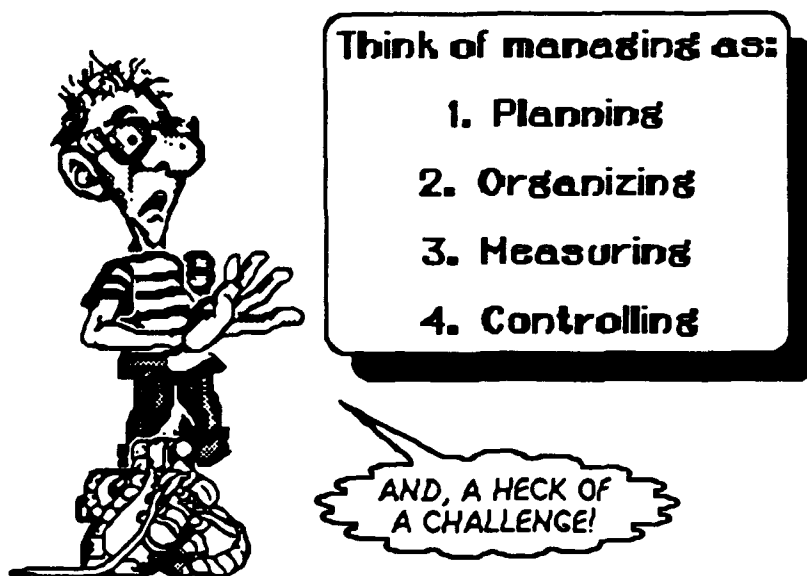 Think of managing as:
1. Planning
2. Organizing
3. Measuring
4. Controlling
AND, A HECK OF
A CHALLENGE!